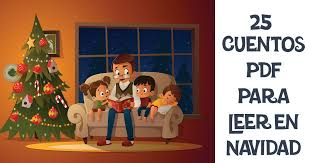 25
CUENTOS
PDF
PARA
LEER EN
NAVIDAD